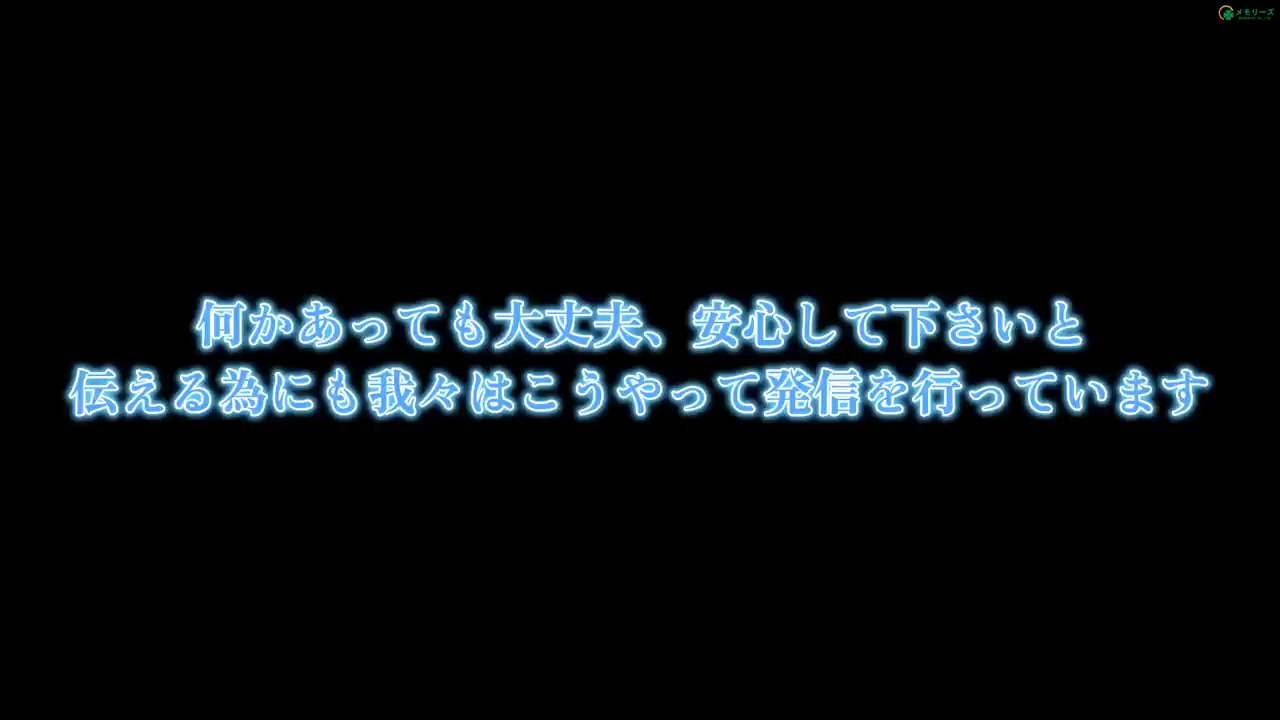 メモリーズ
何かあっても大丈夫、安心して下さいと
伝える為にも我々はこうやって発信を行っています